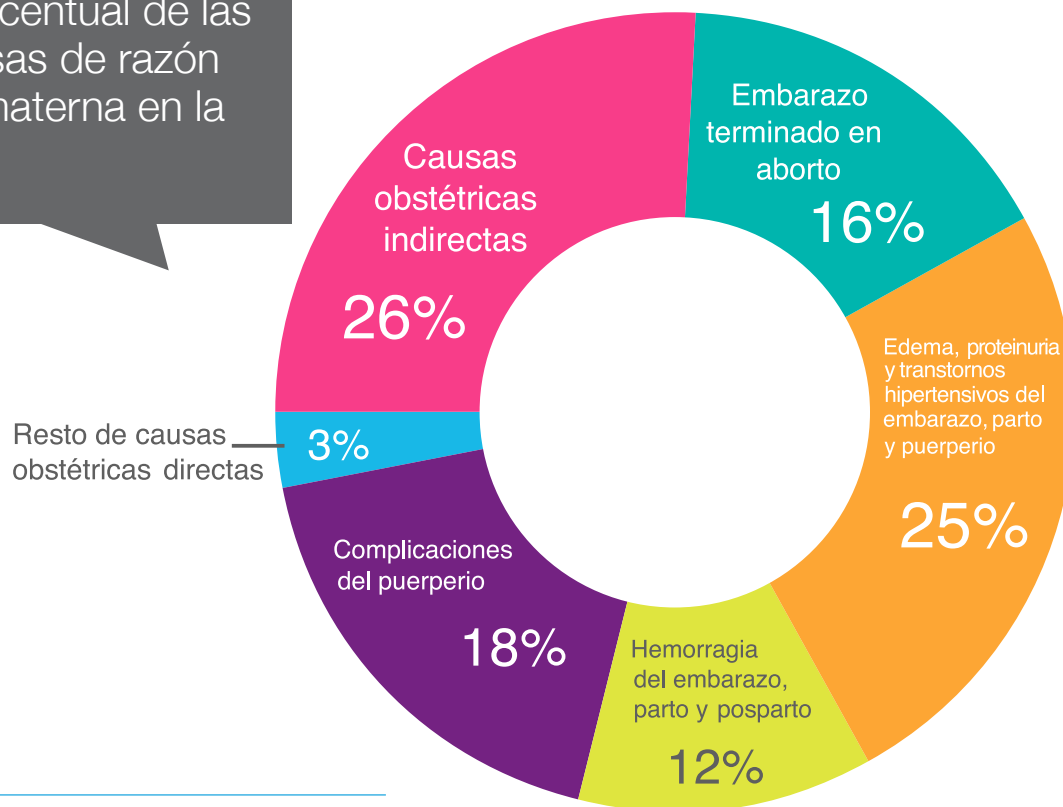 centual de las
sas de razón
materna en la
Causas
obstétricas
indirectas
26%
Embarazo
terminado en
aborto
16%
Edema, proteinuria
y transtornos
hipertensivos del
embarazo, parto
y puerperio
25%
Hemorragia
del embarazo,
parto y posparto
12%
Complicaciones
del puerperio
18%
Resto de causas
obstétricas directas
3%